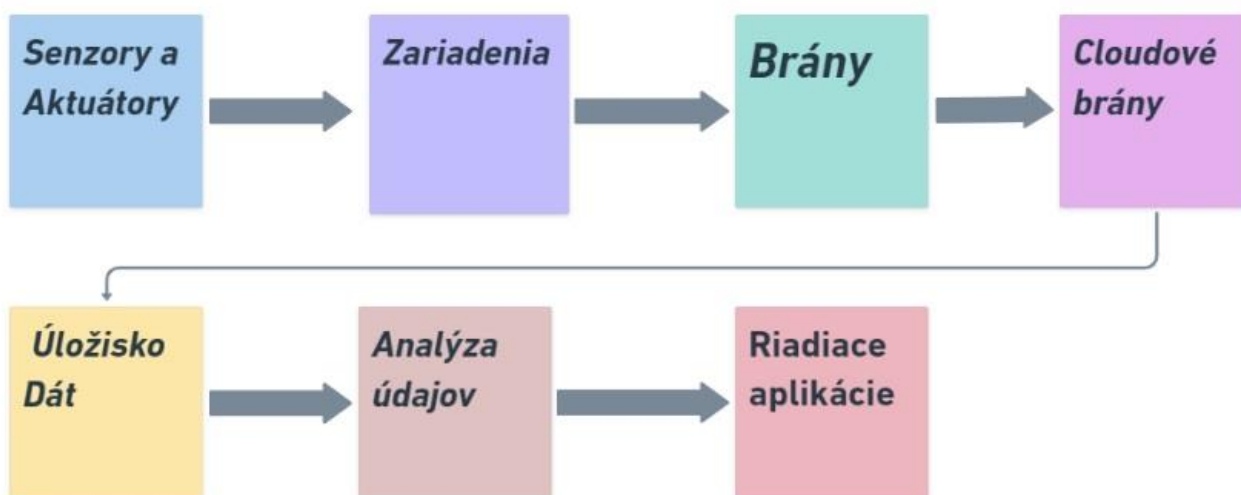 Senzory a
Aktuátory
Zariadenia
Brány
Cloudové
brány
Úložisko
Dát
Analýza
údajov
Riadiace
aplikácie